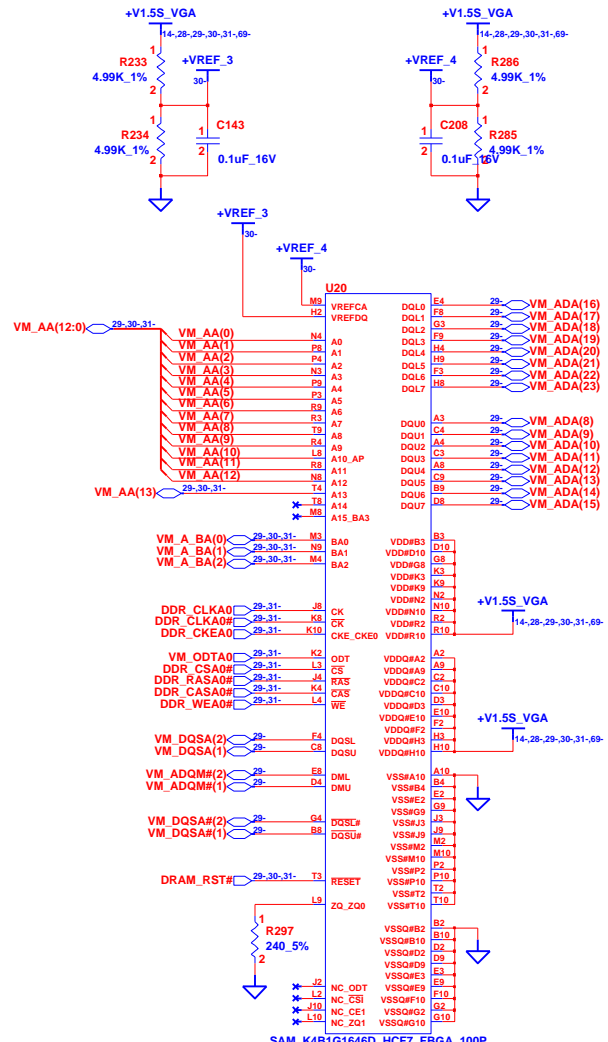 +V1.5S_VGA +V1.5S_VGA
14-,28-,29-,30-,31-,69- 14-,28-,29-,30-,31-,69-
1 R233 4.99K_1% 2 +VREF_3 30- +VREF_4 30- 1 R286 4.99K_1% 2
1 R234 4.99K_1% 2 1 C143 2 0.1uF_16V 1 C208 2 0.1uF_16V 1 R285 4.99K_1% 2
+VREF_3
30-
+VREF_4
30-
U20
M9 VREFCA DQL0 E4 29- VM_ADA(16)
H2 VREFDQ DQL1 F8 29- VM_ADA(17)
DQL2 G3 29- VM_ADA(18)
VM_AA(12:0) 29-,30-,31- VM_AA(0) N4 A0 DQL3 F9 29- VM_ADA(19)
VM_AA(1) P8 A1 DQL4 H4 29- VM_ADA(20)
VM_AA(2) P4 A2 DQL5 H9 29- VM_ADA(21)
VM_AA(3) N3 A3 DQL6 F3 29- VM_ADA(22)
VM_AA(4) P9 A4 DQL7 H8 29- VM_ADA(23)
VM_AA(5) P3 A5
VM_AA(6) R9 A6
VM_AA(7) R3 A7 DQU0 A3 29- VM_ADA(8)
VM_AA(8) T9 A8 DQU1 C4 29- VM_ADA(9)
VM_AA(9) R4 A9 DQU2 A4 29- VM_ADA(10)
VM_AA(10) L8 A10_AP DQU3 C3 29- VM_ADA(11)
VM_AA(11) R8 A11 DQU4 A8 29- VM_ADA(12)
VM_AA(12) N8 A12 DQU5 C9 29- VM_ADA(13)
VM_AA(13) 29-,30-,31- T4 A13 DQU6 B9 29- VM_ADA(14)
T8 A14 DQU7 D8 29- VM_ADA(15)
M8 A15_BA3
VM_A_BA(0) 29-,30-,31- M3 BA0 VDD#B3 B3
VM_A_BA(1) 29-,30-,31- N9 BA1 VDD#D10 D10
VM_A_BA(2) 29-,30-,31- M4 BA2 VDD#G8 G8
VDD#K3 K3
VDD#K9 K9
VDD#N2 N2
DDR_CLKA0 29-,31- J8 CK VDD#N10 N10
DDR_CLKA0# 29-,31- K8 CK VDD#R2 R2
DDR_CKEA0 29-,31- K10 CKE_CKE0 VDD#R10 R10
+V1.5S_VGA
14-,28-,29-,30-,31-,69-
VM_ODTA0 29-,31- K2 ODT VDDQ#A2 A2
DDR_CSA0# 29-,31- L3 CS VDDQ#A9 A9
DDR_RASA0# 29-,31- J4 RAS VDDQ#C2 C2
DDR_CASA0# 29-,31- K4 CAS VDDQ#C10 C10
DDR_WEA0# 29-,31- L4 WE VDDQ#D3 D3
VDDQ#E10 E10
VDDQ#F2 F2
VM_DQSA(2) 29- F4 DQSL VDDQ#H3 H3
VM_DQSA(1) 29- C8 DQSU VDDQ#H10 H10
+V1.5S_VGA
14-,28-,29-,30-,31-,69-
VM_ADQM#(2) 29- E8 DML VSS#A10 A10
VM_ADQM#(1) 29- D4 DMU VSS#B4 B4
VSS#E2 E2
VSS#G9 G9
VM_DQSA#(2) 29- G4 DQSL# VSS#J3 J3
VM_DQSA#(1) 29- B8 DQSU# VSS#J9 J9
VSS#M2 M2
VSS#M10 M10
VSS#P2 P2
DRAM_RST# 29-,30-,31- T3 RESET VSS#P10 P10
VSS#T2 T2
L9 ZQ_ZQ0 VSS#T10 T10
1 R297 240_5% 2
VSSQ#B2 B2
VSSQ#B10 B10
VSSQ#D2 D2
VSSQ#D9 D9
VSSQ#E3 E3
J2 NC_ODT VSSQ#E9 E9
L2 NC_CSI VSSQ#F10 F10
J10 NC_CE1 VSSQ#G2 G2
L10 NC_ZQ1 VSSQ#G10 G10
SAM_K4B1G1646D_HCF7_FBGA_100P